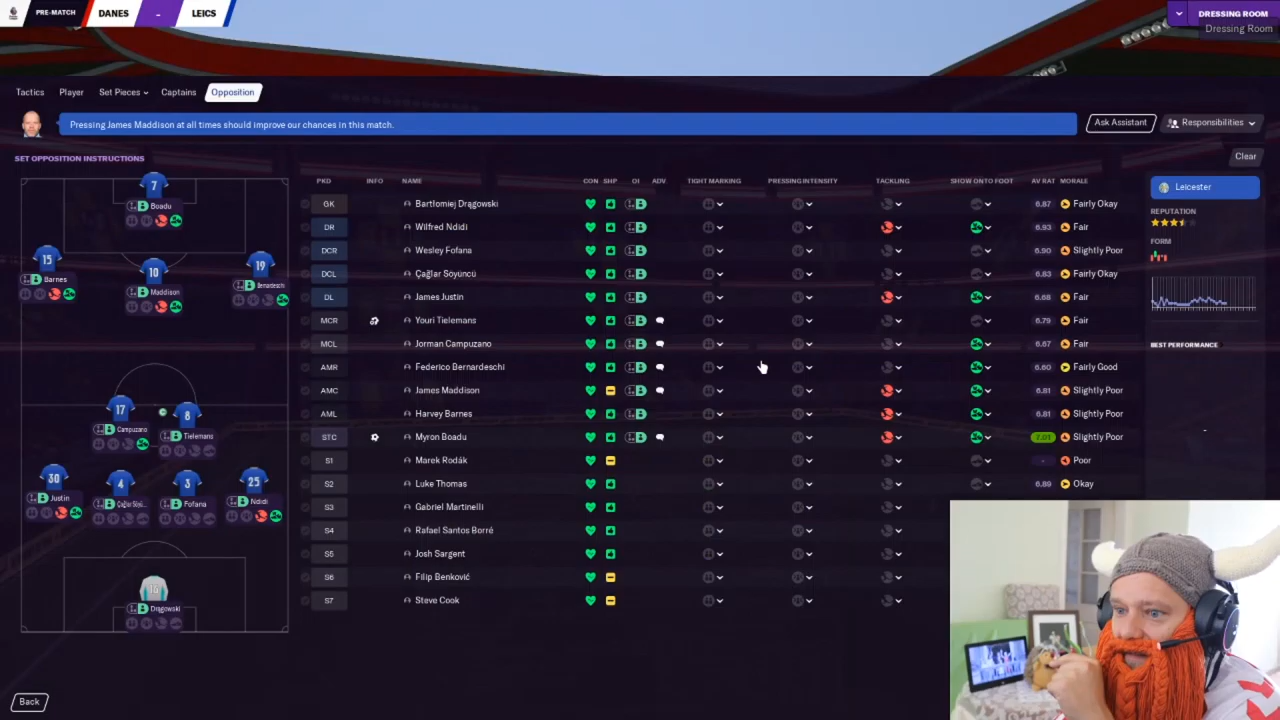 PRE-MATCH DANES - LEICS DRESSING ROOM
Dressing Room
Tactics Player Set Pieces Captains Opposition
Pressing James Maddison at all times should improve our chances in this match. Ask Assistant Responsibilities
SET OPPOSITION INSTRUCTIONS Clear
PKD INFO NAME CON SHP OI ADV TIGHT MARKING PRESSING INTENSITY TACKLING SHOW ONTO FOOT AV RAT MORALE
GK Bartłomiej Drągowski 6.87 Fairly Okay
DR Wilfred Ndidi 6.93 Fair
DCR Wesley Fofana 6.90 Slightly Poor
DCL Çağlar Söyüncü 6.83 Fairly Okay
DL James Justin 6.68 Fair
MCR Youri Tielemans 6.79 Fair
MCL Jorman Campuzano 6.67 Fair
AMR Federico Bernardeschi 6.60 Fairly Good
AMC James Maddison 6.81 Slightly Poor
AML Harvey Barnes 6.81 Slightly Poor
STC Myron Boadu 7.01 Slightly Poor
S1 Marek Rodák - Poor
S2 Luke Thomas 6.89 Okay
S3 Gabriel Martinelli
S4 Rafael Santos Borré
S5 Josh Sargent
S6 Filip Benković
S7 Steve Cook
Leicester
REPUTATION
FORM
BEST PERFORMANCE
-
7
Boadu
15
Barnes
10
Maddison
19
Bernardeschi
17
Campuzano
8
Tielemans
30
Justin
4
Çağlar Söyü...
3
Fofana
25
Ndidi
Drągowski
Back